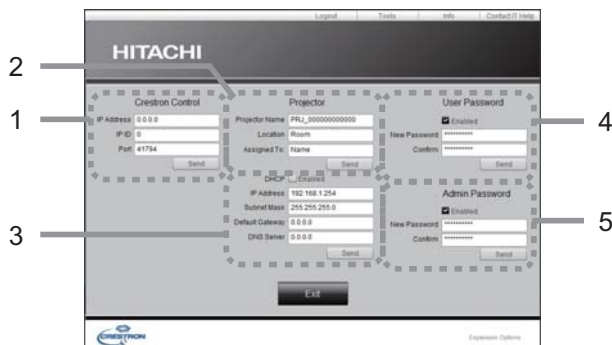 Logout Tools Info Contact IT Help
HITACHI
2
1
3
4
5
Crestron Control
IP Address 0.0.0.0
IP ID 0
Port 41794
Send
Projector
Projector Name PRJ_000000000000
Location Room
Assigned To: Name
Send
DHCP Enabled
IP Address 192.168.1.254
Subnet Mask 255.255.255.0
Default Gateway 0.0.0.0
DNS Server 0.0.0.0
Send
User Password
Enabled
New Password **********
Confirm **********
Send
Admin Password
Enabled
New Password **********
Confirm **********
Send
Exit
CRESTRON
Expansion Options